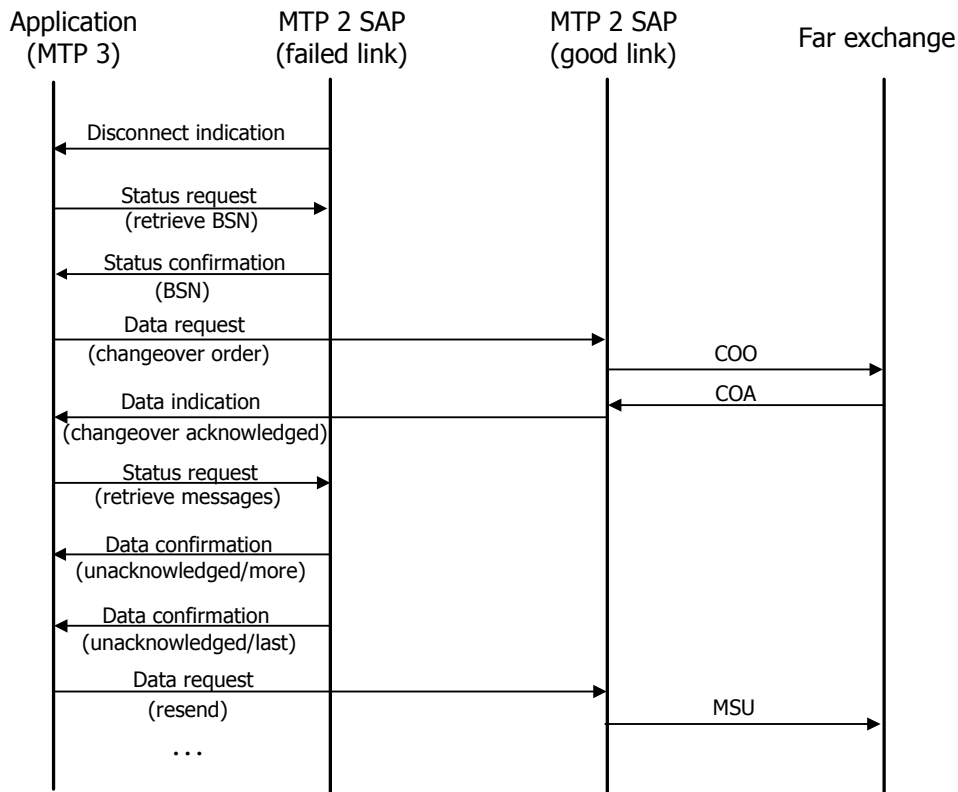 Application
(MTP 3)
MTP 2 SAP
(failed link)
MTP 2 SAP
(good link)
Far exchange
Disconnect indication
Status request
(retrieve BSN)
Status confirmation
(BSN)
Data request
(changeover order)
COO
COA
Data indication
(changeover acknowledged)
Status request
(retrieve messages)
Data confirmation
(unacknowledged/more)
Data confirmation
(unacknowledged/last)
Data request
(resend)
MSU
...